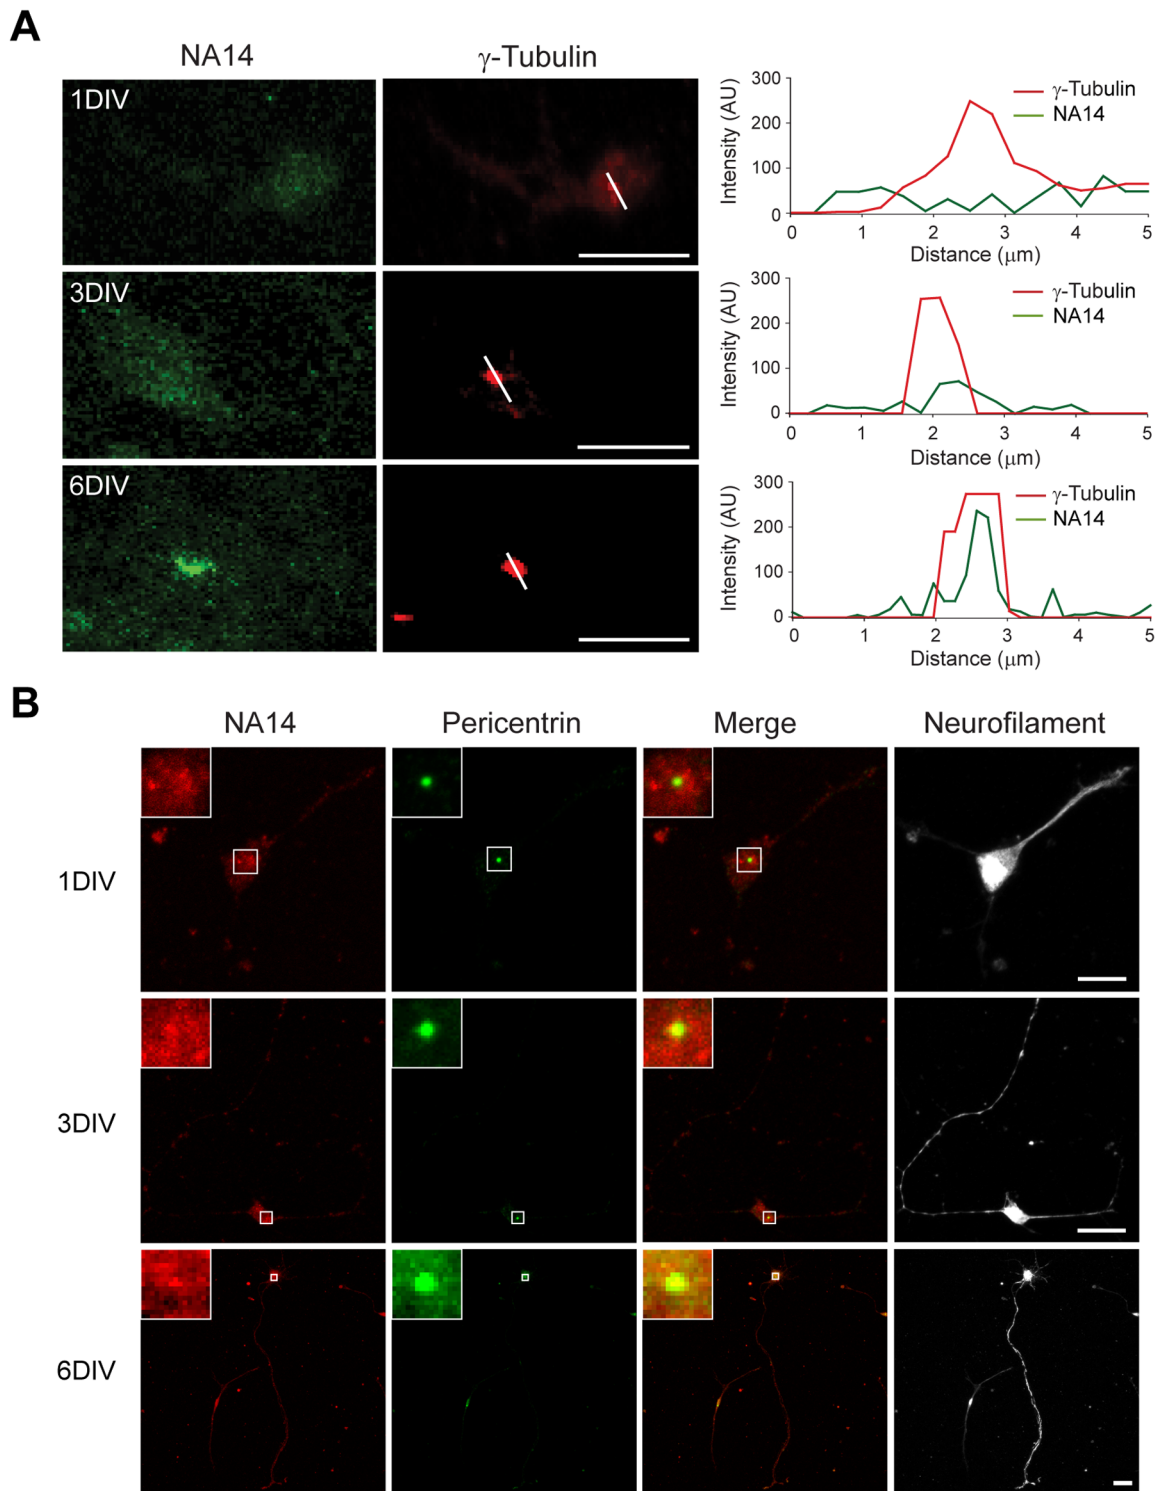 A
NA14 γ-Tubulin
1DIV
3DIV
6DIV
300
200
100
0
Intensity (AU)
γ-Tubulin
NA14
0 1 2 3 4 5
Distance (μm)
300
200
100
0
Intensity (AU)
γ-Tubulin
NA14
0 1 2 3 4 5
Distance (μm)
300
200
100
0
Intensity (AU)
γ-Tubulin
NA14
0 1 2 3 4 5
Distance (μm)
B
NA14 Pericentrin Merge Neurofilament
1DIV
3DIV
6DIV